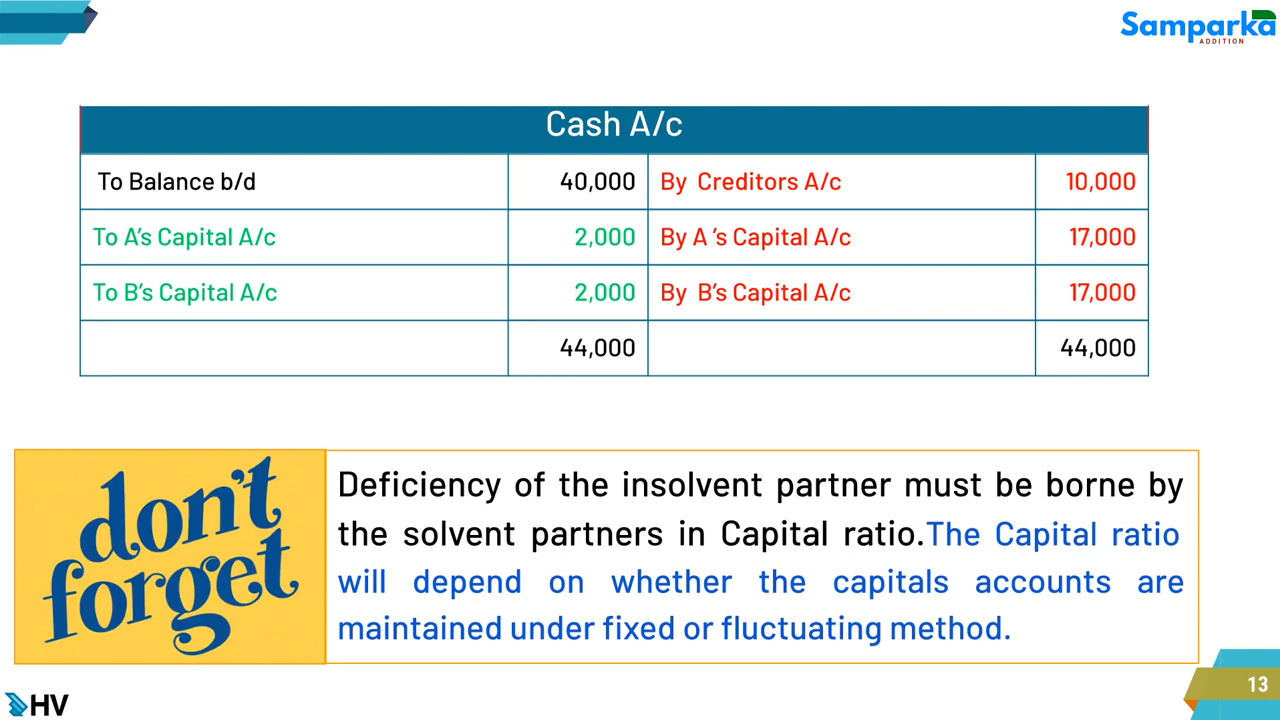 Samparka
ADDITION
Cash A/c
To Balance b/d 40,000 By Creditors A/c 10,000
To A's Capital A/c 2,000 By A 's Capital A/c 17,000
To B's Capital A/c 2,000 By B's Capital A/c 17,000
44,000 44,000
don't
forget
Deficiency of the insolvent partner must be borne by
the solvent partners in Capital ratio.The Capital ratio
will depend on whether the capitals accounts are
maintained under fixed or fluctuating method.
HV
13